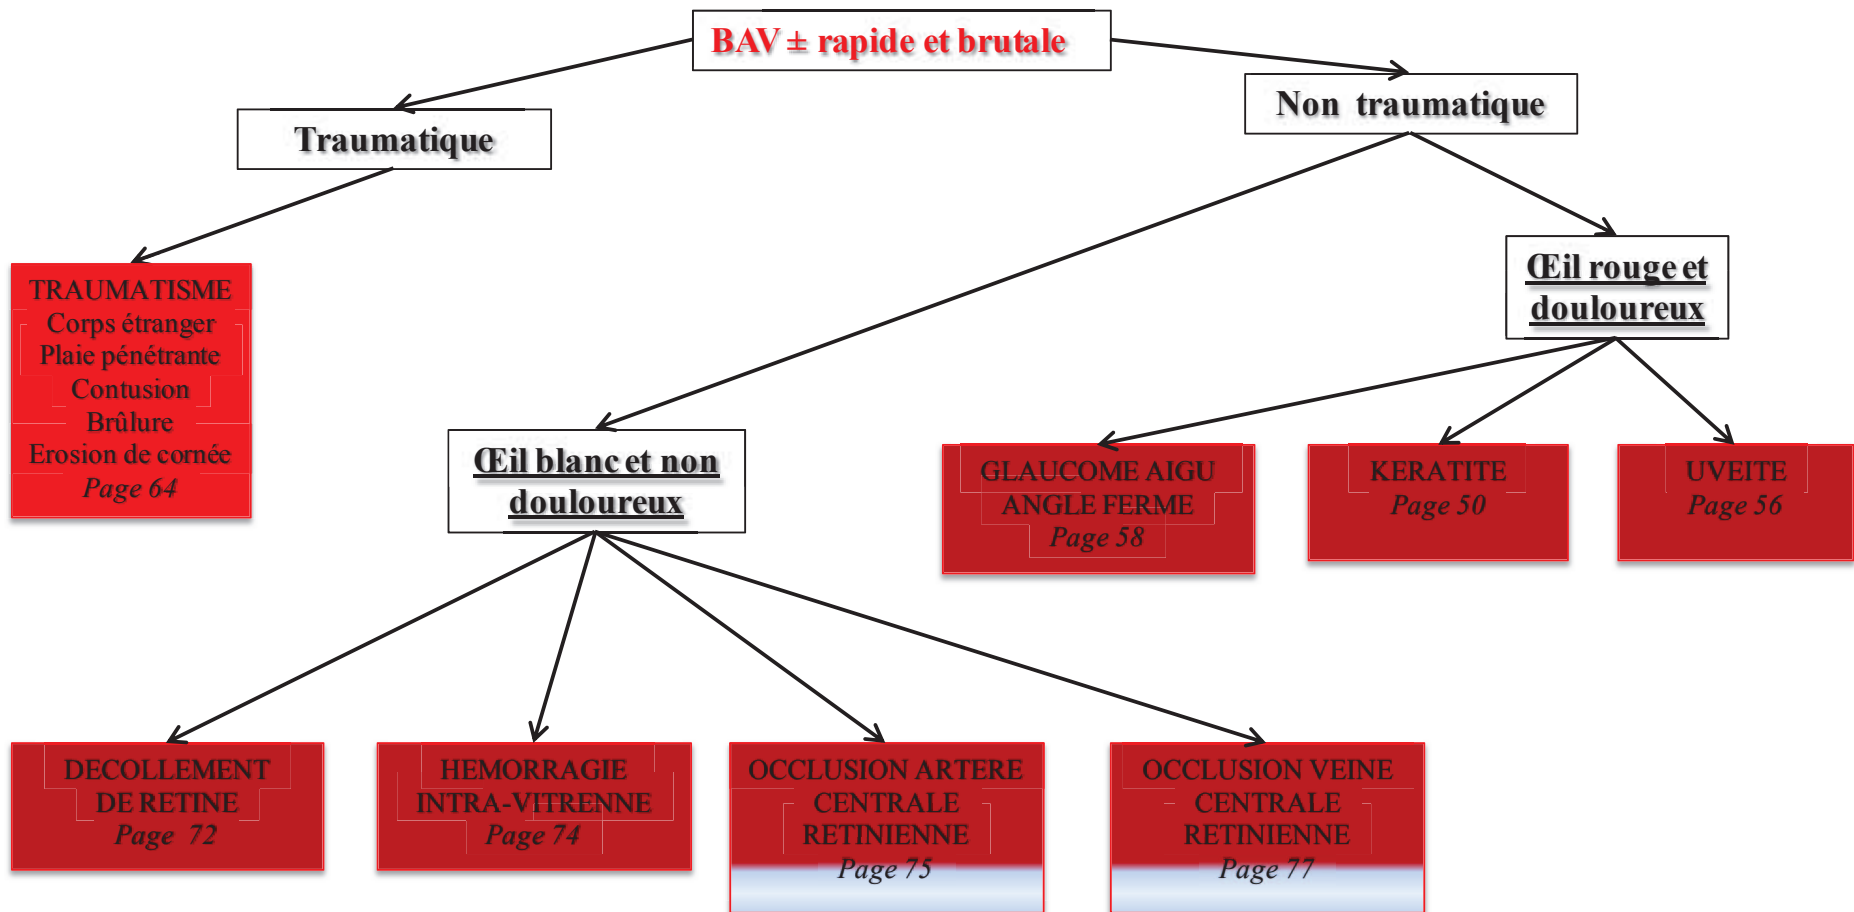 BAV ± rapide et brutale
Traumatique
Non traumatique
TRAUMATISME
Corps étranger
Plaie pénétrante
Contusion
Brûlure
Erosion de cornée
Page 64
Œil rouge et
douloureux
Œil blanc et non
douloureux
GLAUCOME AIGU
ANGLE FERME
Page 58
KERATITE
Page 50
UVEITE
Page 56
DECOLLEMENT
DE RETINE
Page 72
HEMORRAGIE
INTRA-VITRENNE
Page 74
OCCLUSION ARTERE
CENTRALE
RETINIENNE
Page 75
OCCLUSION VEINE
CENTRALE
RETINIENNE
Page 77